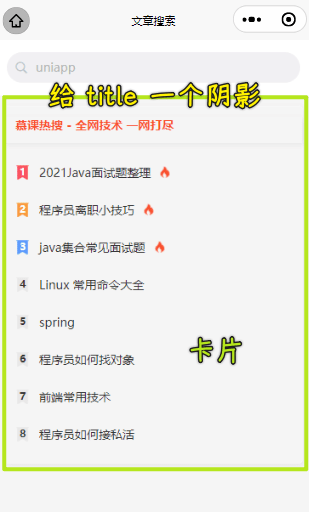 文章搜索
uniapp
给 title 一个阴影
慕课热搜 - 全网技术 一网打尽
1 2021Java面试题整理
2 程序员离职小技巧
3 java集合常见面试题
4 Linux 常用命令大全
5 spring
6 程序员如何找对象
卡片
7 前端常用技术
8 程序员如何接私活